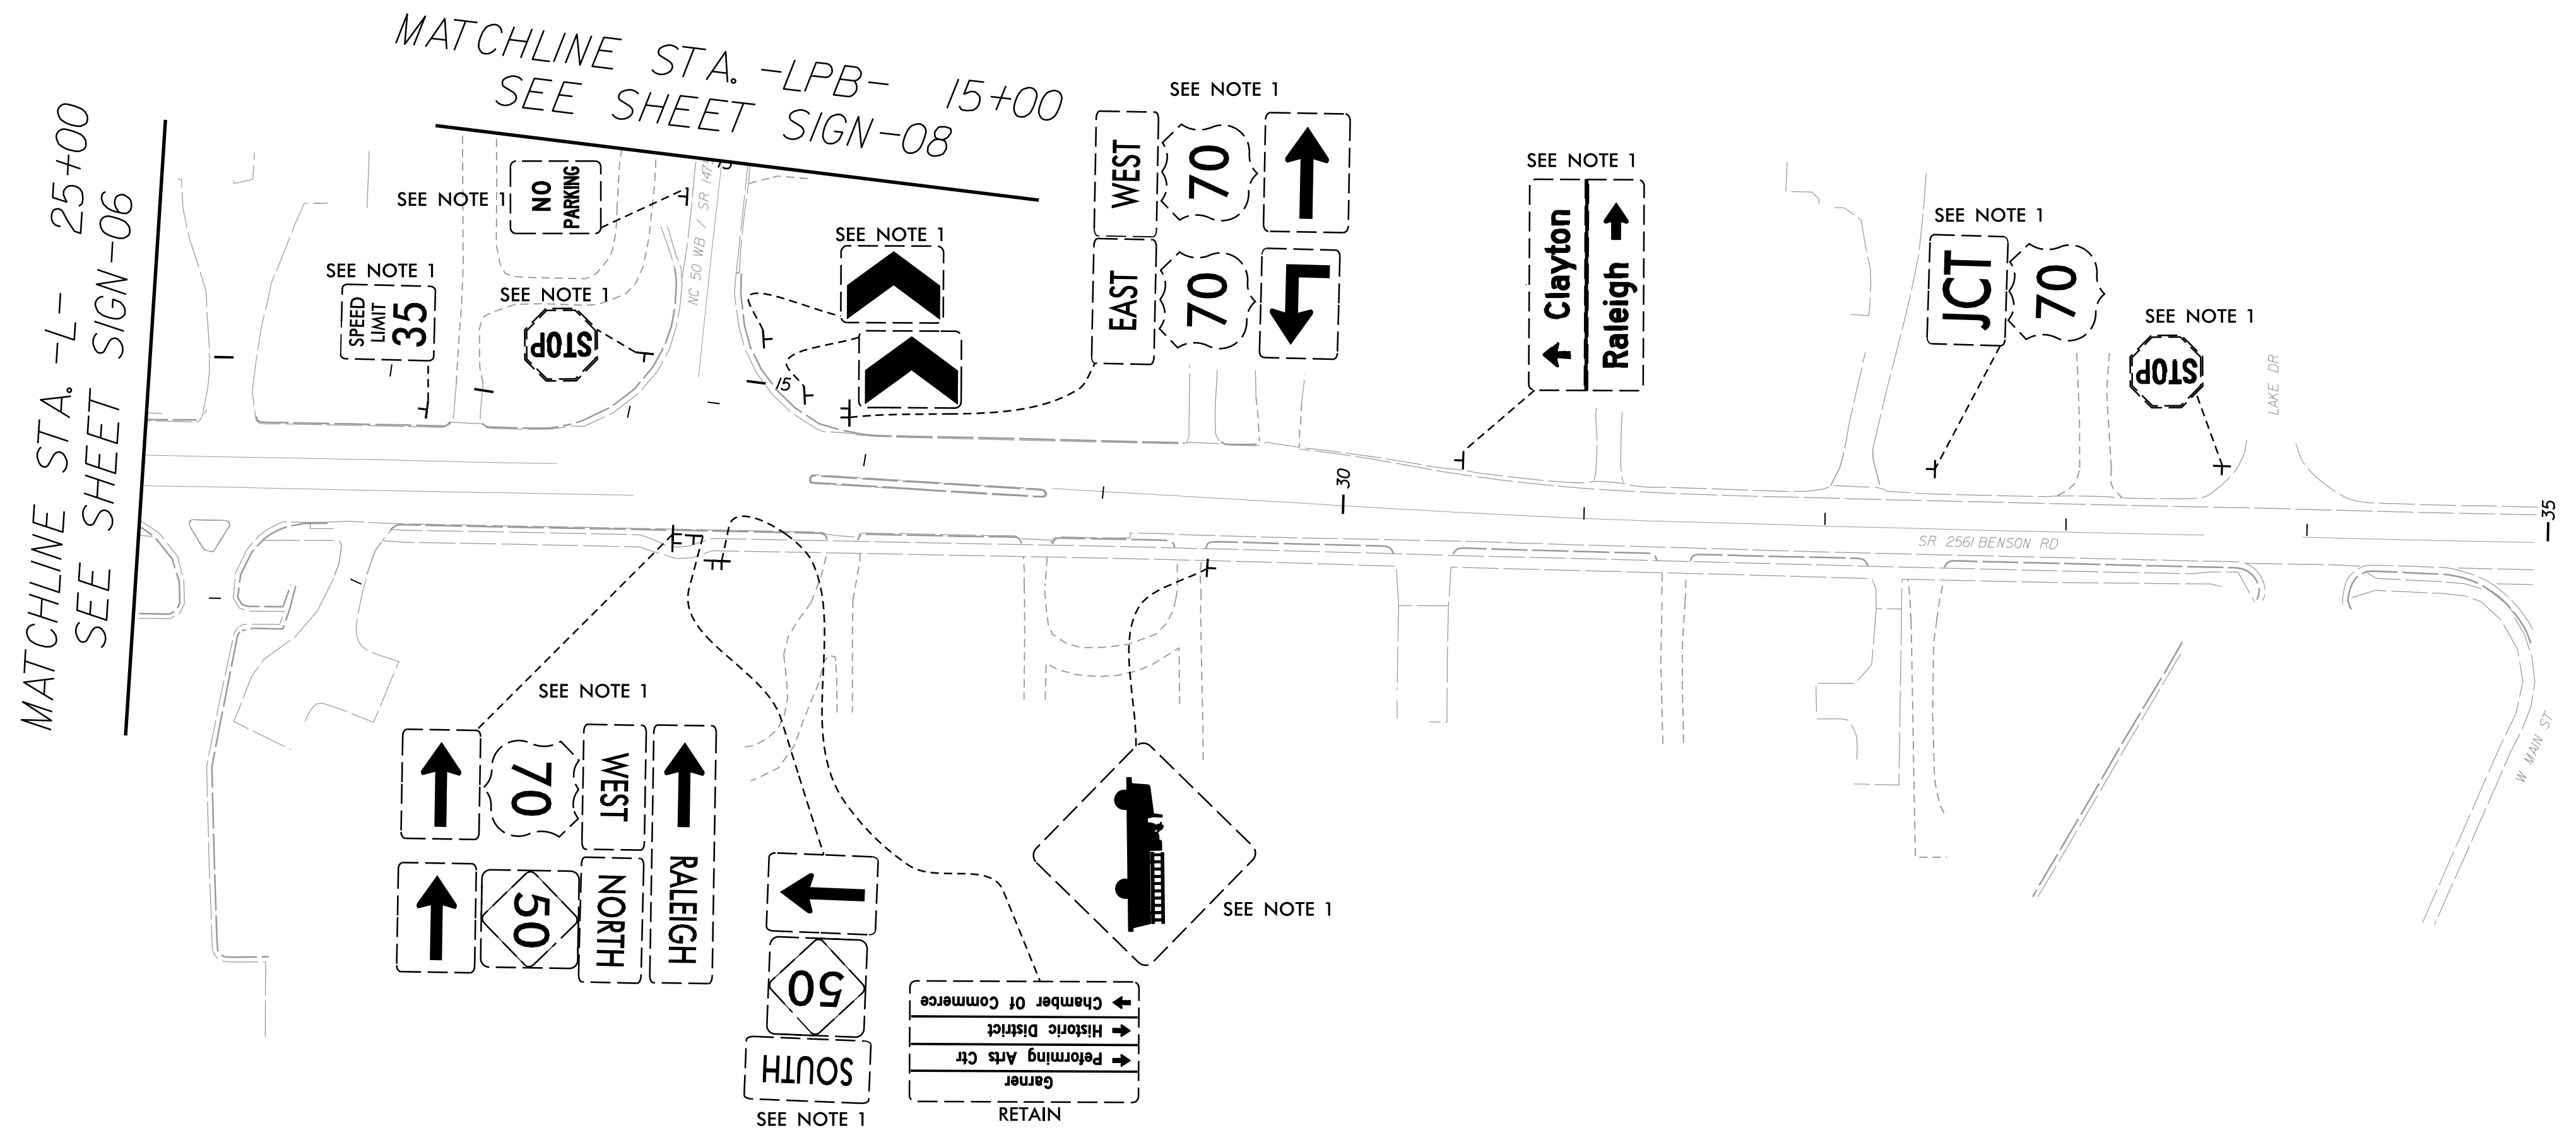 MATCHLINE STA. -LPB- 15+00
SEE SHEET SIGN-08
MATCHLINE STA. -L- 25+00
SEE SHEET SIGN-06
SEE NOTE 1
NO
PARKING
NC 50 WB / SR 147
15
SEE NOTE 1
SPEED
LIMIT
35
SEE NOTE 1
STOP
SEE NOTE 1
15
SEE NOTE 1
WEST
70
EAST
70
SEE NOTE 1
Clayton
Raleigh
SEE NOTE 1
JCT
70
SEE NOTE 1
STOP
LAKE DR
30
35
SR 2561 BENSON RD
W MAIN ST
SEE NOTE 1
70
WEST
50
NORTH
RALEIGH
50
SOUTH
SEE NOTE 1
Chamber Of Commerce
Historic District
Peforming Arts Ctr
Garner
RETAIN
SEE NOTE 1